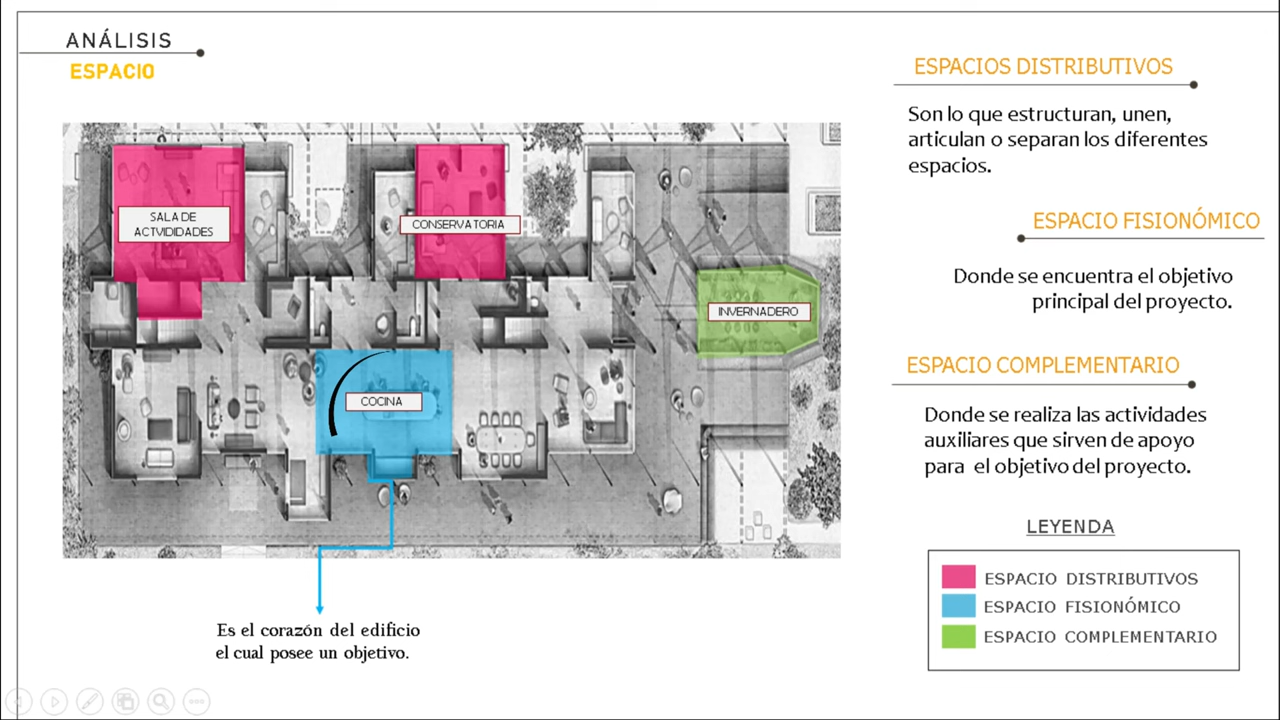 ANÁLISIS
ESPACIO
SALA DE
ACTVIDIDADES
CONSERVATORIA
INVERNADERO
COCINA
Es el corazón del edificio
el cual posee un objetivo.
ESPACIOS DISTRIBUTIVOS
Son lo que estructuran, unen,
articulan o separan los diferentes
espacios.
ESPACIO FISIONÓMICO
Donde se encuentra el objetivo
principal del proyecto.
ESPACIO COMPLEMENTARIO
Donde se realiza las actividades
auxiliares que sirven de apoyo
para el objetivo del proyecto.
LEYENDA
ESPACIO DISTRIBUTIVOS
ESPACIO FISIONÓMICO
ESPACIO COMPLEMENTARIO